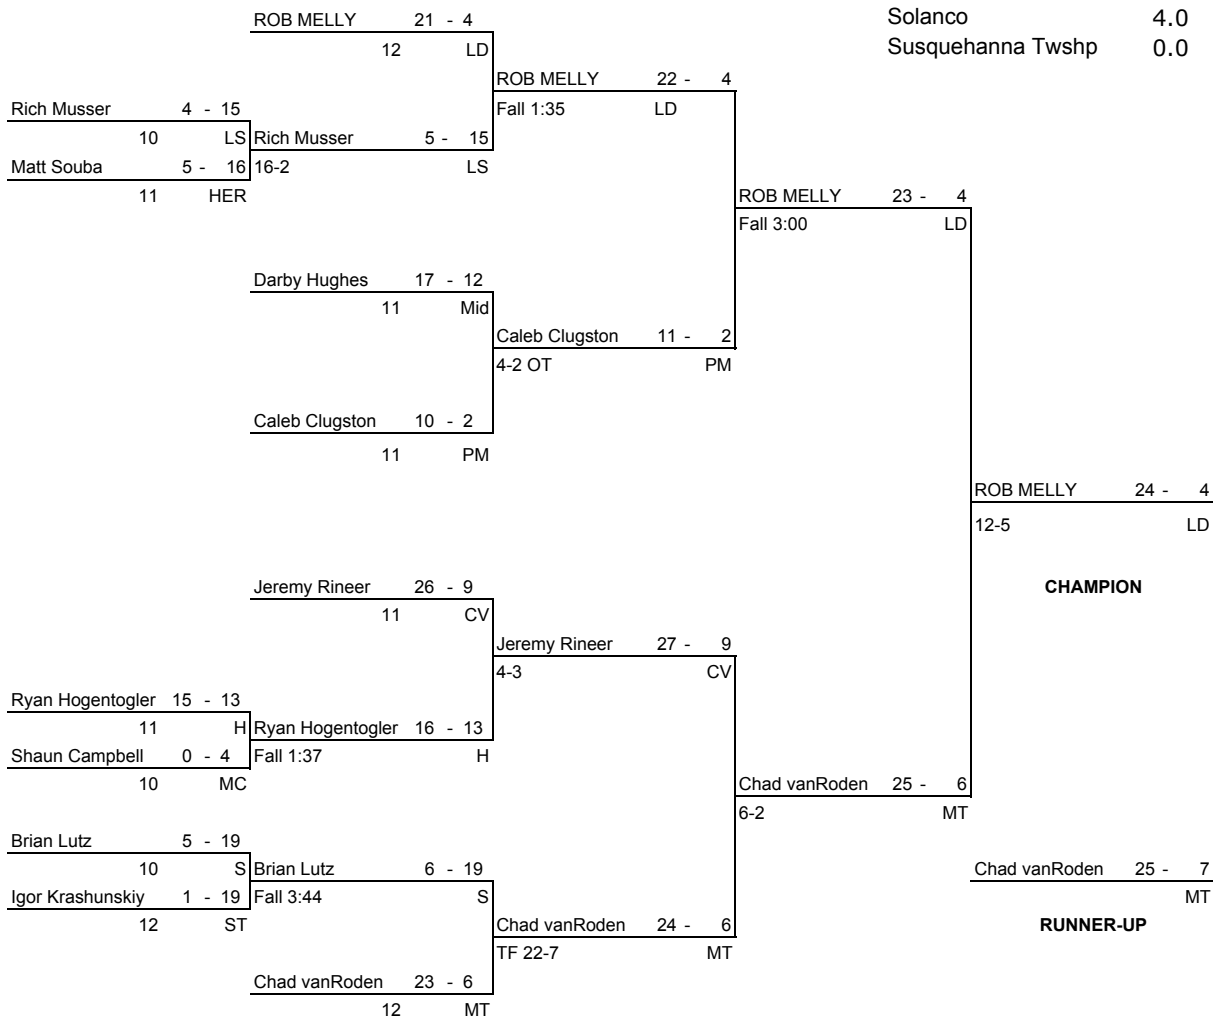 Solanco 4.0
ROB MELLY 21 - 4
Susquehanna Twshp 0.0
12 LD
ROB MELLY 22 - 4
Rich Musser 4 - 15
Fall 1:35 LD
10 LS
Rich Musser 5 - 15
Matt Souba 5 - 16
16-2 LS
11 HER
ROB MELLY 23 - 4
Fall 3:00 LD
Darby Hughes 17 - 12
11 Mid
Caleb Clugston 11 - 2
4-2 OT PM
Caleb Clugston 10 - 2
11 PM
ROB MELLY 24 - 4
12-5 LD
CHAMPION
Jeremy Rineer 26 - 9
11 CV
Jeremy Rineer 27 - 9
4-3 CV
Ryan Hogentogler 15 - 13
11 H
Ryan Hogentogler 16 - 13
Shaun Campbell 0 - 4
Fall 1:37 H
10 MC
Chad vanRoden 25 - 6
6-2 MT
Brian Lutz 5 - 19
10 S
Brian Lutz 6 - 19
Chad vanRoden 25 - 7
Igor Krashunskiy 1 - 19
Fall 3:44 S
MT
12 ST
Chad vanRoden 24 - 6
RUNNER-UP
TF 22-7 MT
Chad vanRoden 23 - 6
12 MT